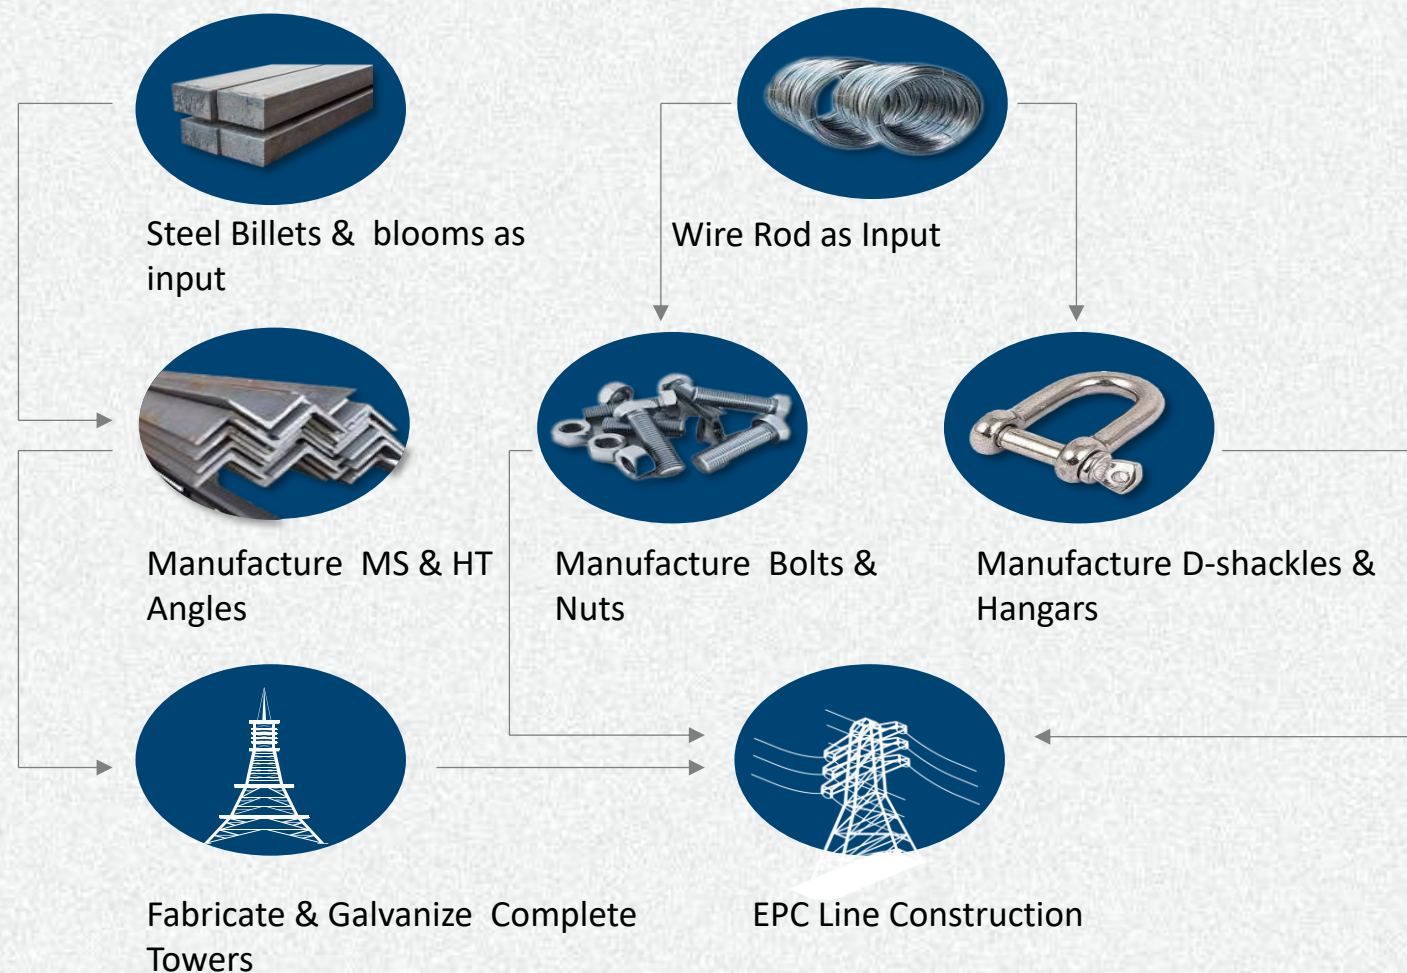 Steel Billets &  blooms as
input
Wire Rod as Input
Manufacture  MS & HT
Angles
Manufacture  Bolts &
Nuts
Manufacture D-shackles &
Hangars
Fabricate & Galvanize  Complete
Towers
EPC Line Construction